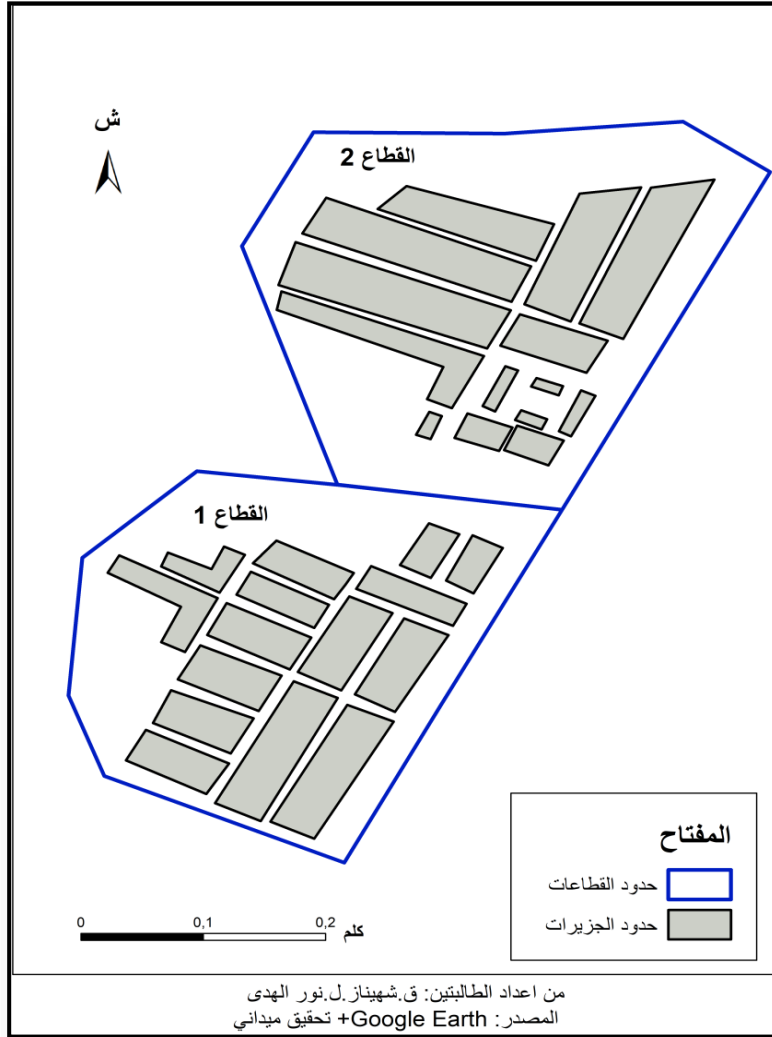 ش
القطاع 2
القطاع 1
المفتاح
حدود القطاعات
حدود الجزيرات
0 0,1 0,2 كلم
من اعداد الطالبتين: ق.شهيناز.ل.نور الهدى
المصدر: Google Earth+ تحقيق ميداني